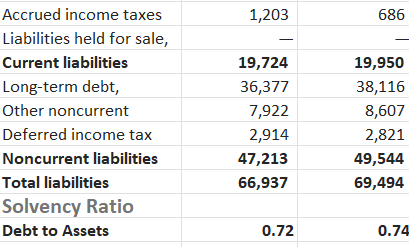 Accrued income taxes 1,203 686
Liabilities held for sale, — —
Current liabilities 19,724 19,950
Long-term debt, 36,377 38,116
Other noncurrent 7,922 8,607
Deferred income tax 2,914 2,821
Noncurrent liabilities 47,213 49,544
Total liabilities 66,937 69,494
Solvency Ratio
Debt to Assets 0.72 0.74